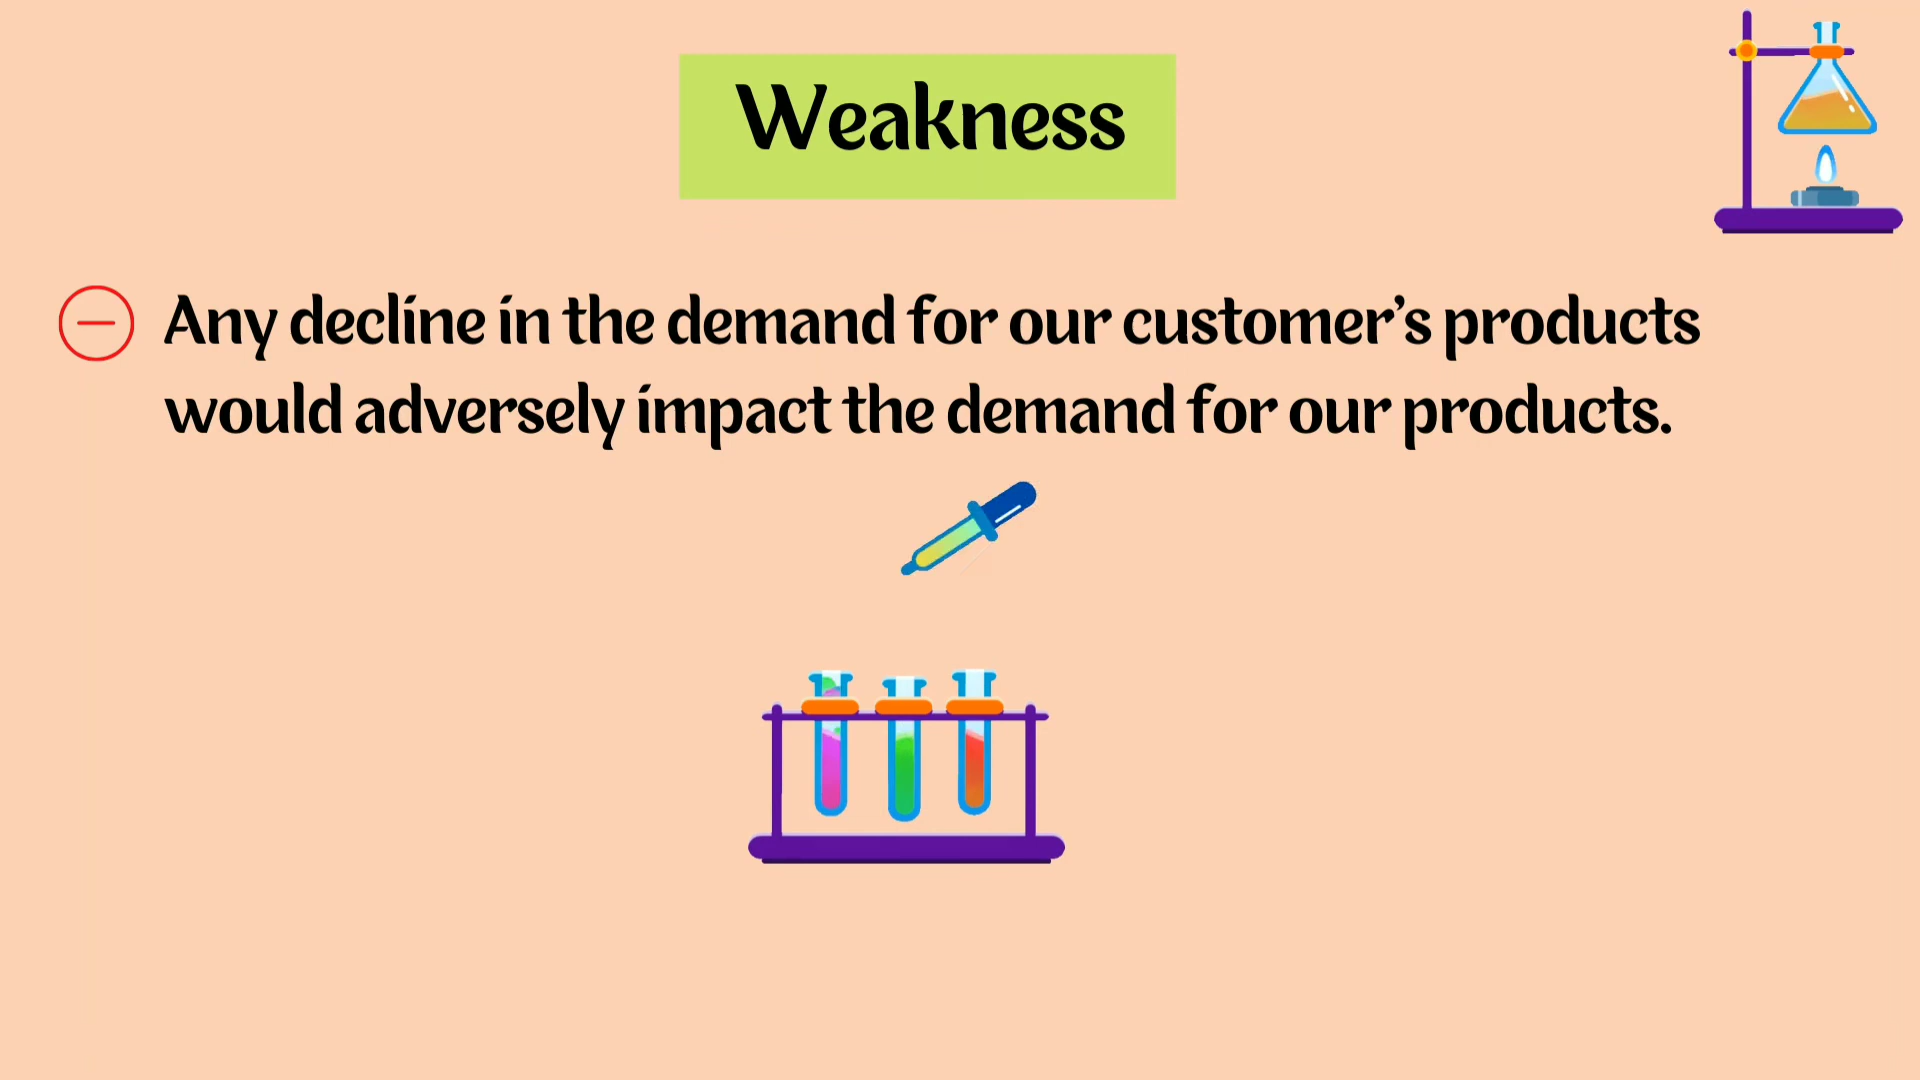 Weakness
Any decline in the demand for our customer’s products
would adversely impact the demand for our products.